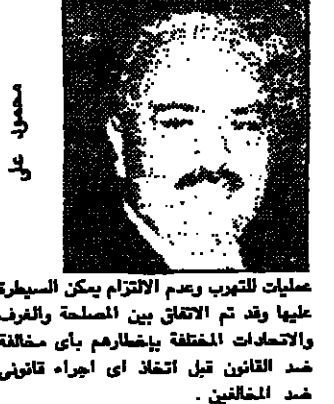 محمود على
عمليات للتهرب وعدم الالتزام يمكن السيطرة
عليها وقد تم الاتفاق بين المصلحة والغرف
والاتحادات المختلفة بإخطارهم بأى مخالفة
ضد القانون قبل اتخاذ اى اجراء قانونى
ضد المخالفين .